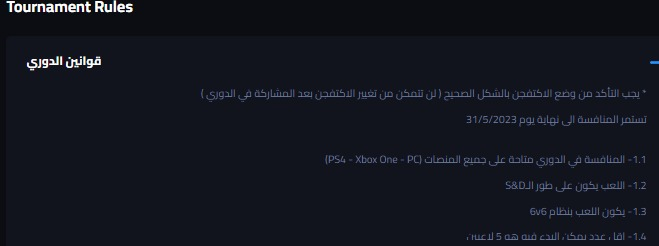 Tournament Rules
قوانين الدوري
* يجب التأكد من وضع الاكتفجن بالشكل الصحيح ( لن تتمكن من تغيير الاكتفجن بعد المشاركة في الدوري )
تستمر المنافسة الى نهاية يوم 31/5/2023
1.1- المنافسة في الدوري متاحة على جميع المنصات (PS4 - Xbox One - PC)
1.2- اللعب يكون على طور الـS&D
1.3- يكون اللعب بنظام 6v6
1.4- اقل عدد يمكن البدء فيه هو 5 لاعبين